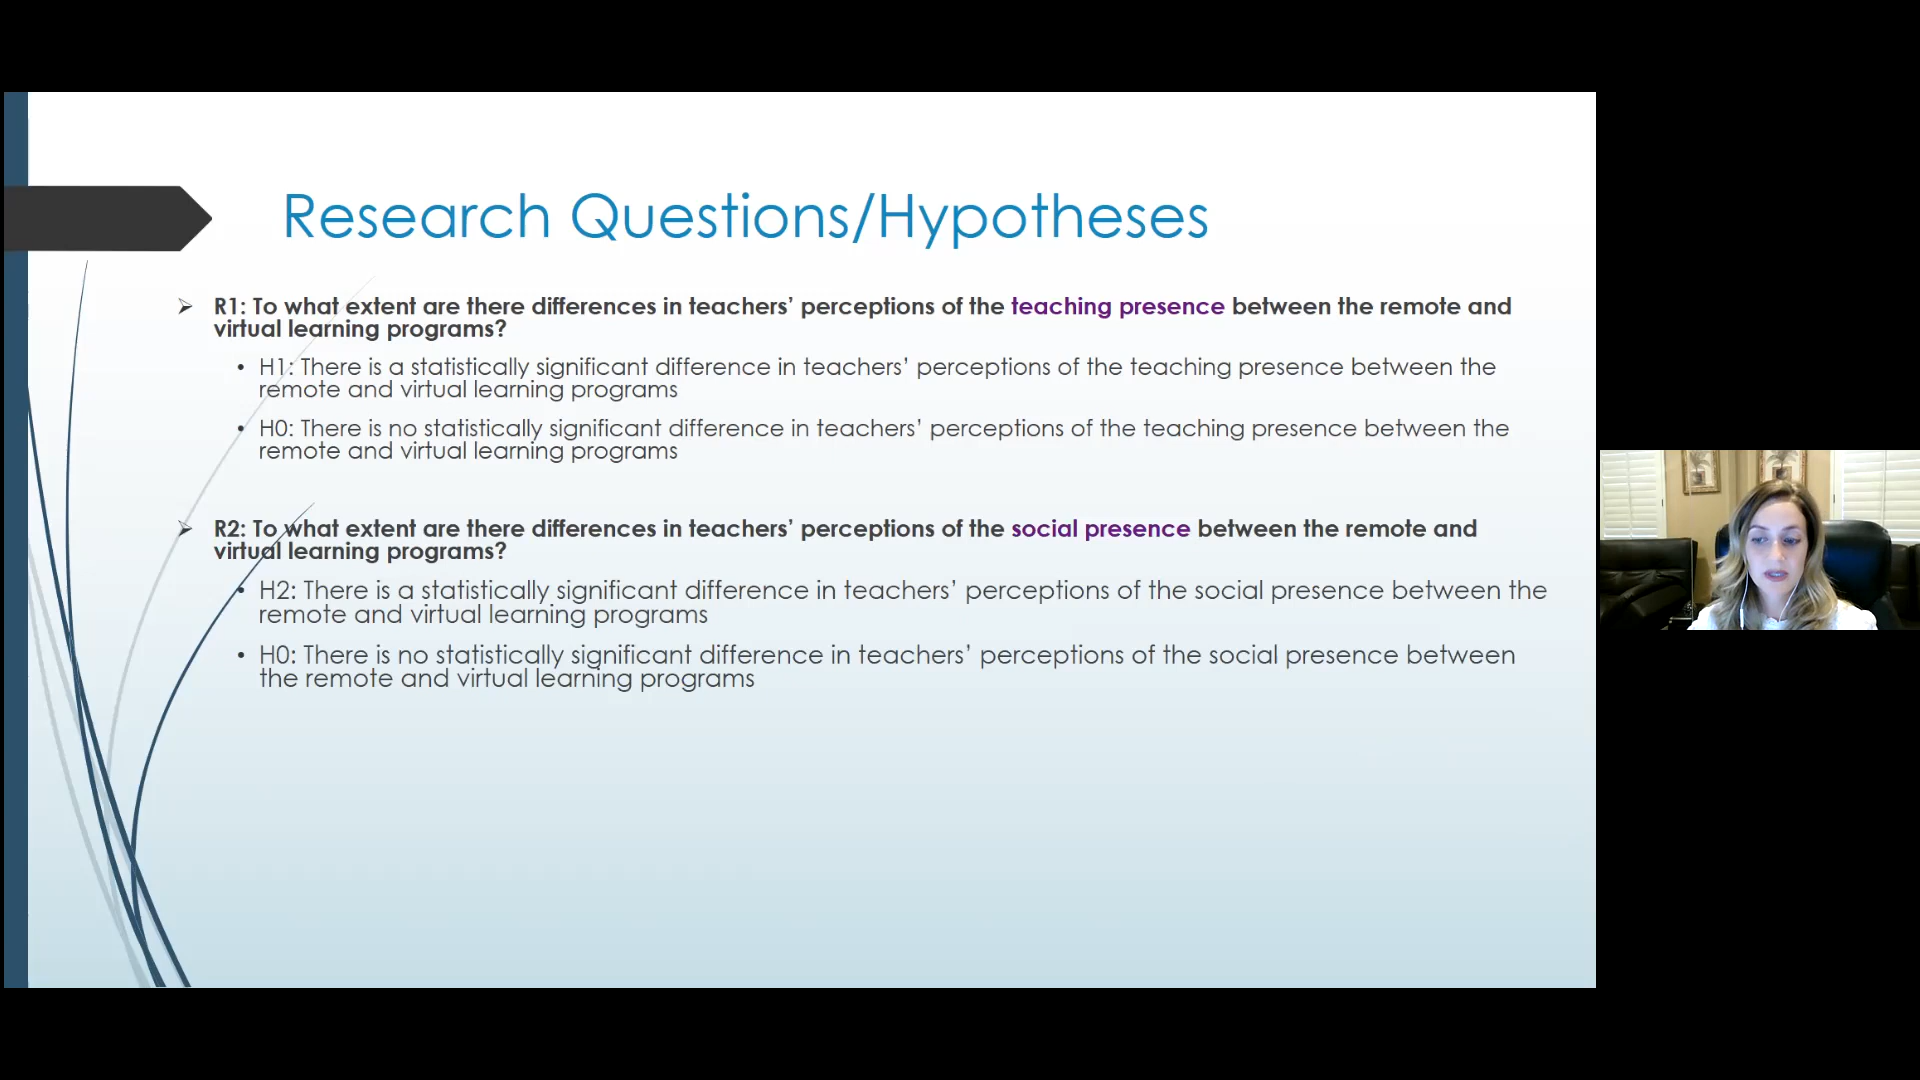 Research Questions/Hypotheses
R1: To what extent are there differences in teachers’ perceptions of the teaching presence between the remote and
virtual learning programs?
H1: There is a statistically significant difference in teachers’ perceptions of the teaching presence between the
remote and virtual learning programs
H0: There is no statistically significant difference in teachers’ perceptions of the teaching presence between the
remote and virtual learning programs
R2: To what extent are there differences in teachers’ perceptions of the social presence between the remote and
virtual learning programs?
H2: There is a statistically significant difference in teachers’ perceptions of the social presence between the
remote and virtual learning programs
H0: There is no statistically significant difference in teachers’ perceptions of the social presence between
the remote and virtual learning programs